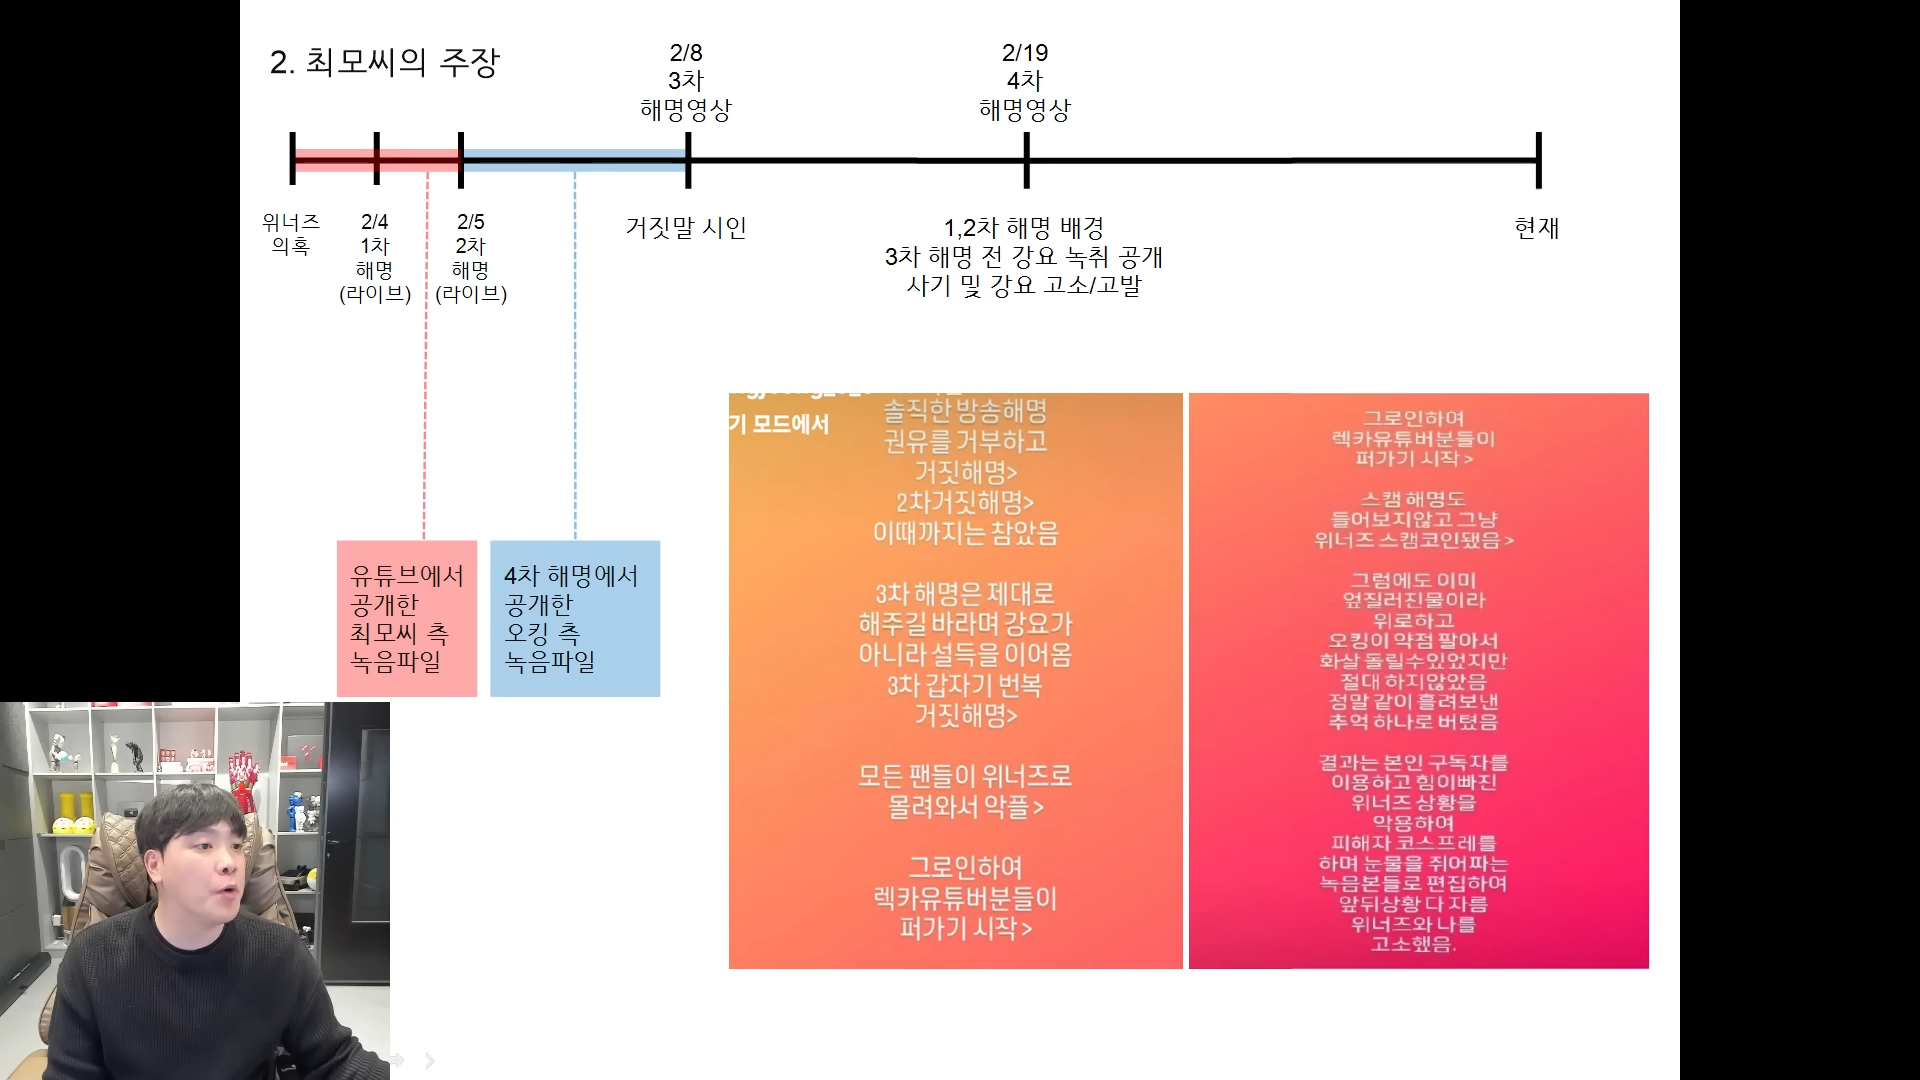 2. 최모씨의 주장
2/8
3차
해명영상
2/19
4차
해명영상
위너즈
의혹
2/4
1차
해명
(라이브)
2/5
2차
해명
(라이브)
거짓말 시인
1,2차 해명 배경
3차 해명 전 강요 녹취 공개
사기 및 강요 고소/고발
현재
유튜브에서
공개한
최모씨 측
녹음파일
4차 해명에서
공개한
오킹 측
녹음파일
기 모드에서
솔직한 방송해명
권유를 거부하고
거짓해명>
2차거짓해명>
이때까지는 참았음
3차 해명은 제대로
해주길 바라며 강요가
아니라 설득을 이어옴
3차 갑자기 번복
거짓해명>
모든 팬들이 위너즈로
몰려와서 악플>
그로인하여
렉카유튜버분들이
퍼가기 시작>
그로인하여
렉카유튜버분들이
퍼가기 시작>
스캠 해명도
들어보지않고 그냥
위너즈 스캠코인됐음>
그럼에도 이미
엎질러진물이라
위로하고
오킹이 약점 팔아서
화살 돌릴수있었지만
절대 하지않았음
정말 같이 흘려보낸
추억 하나로 버텼음
결과는 본인 구독자를
이용하고 힘이빠진
위너즈 상황을
악용하여
피해자 코스프레를
하며 눈물을 쥐어짜는
녹음본들로 편집하여
앞뒤상황 다 자름
위너즈와 나를
고소했음.